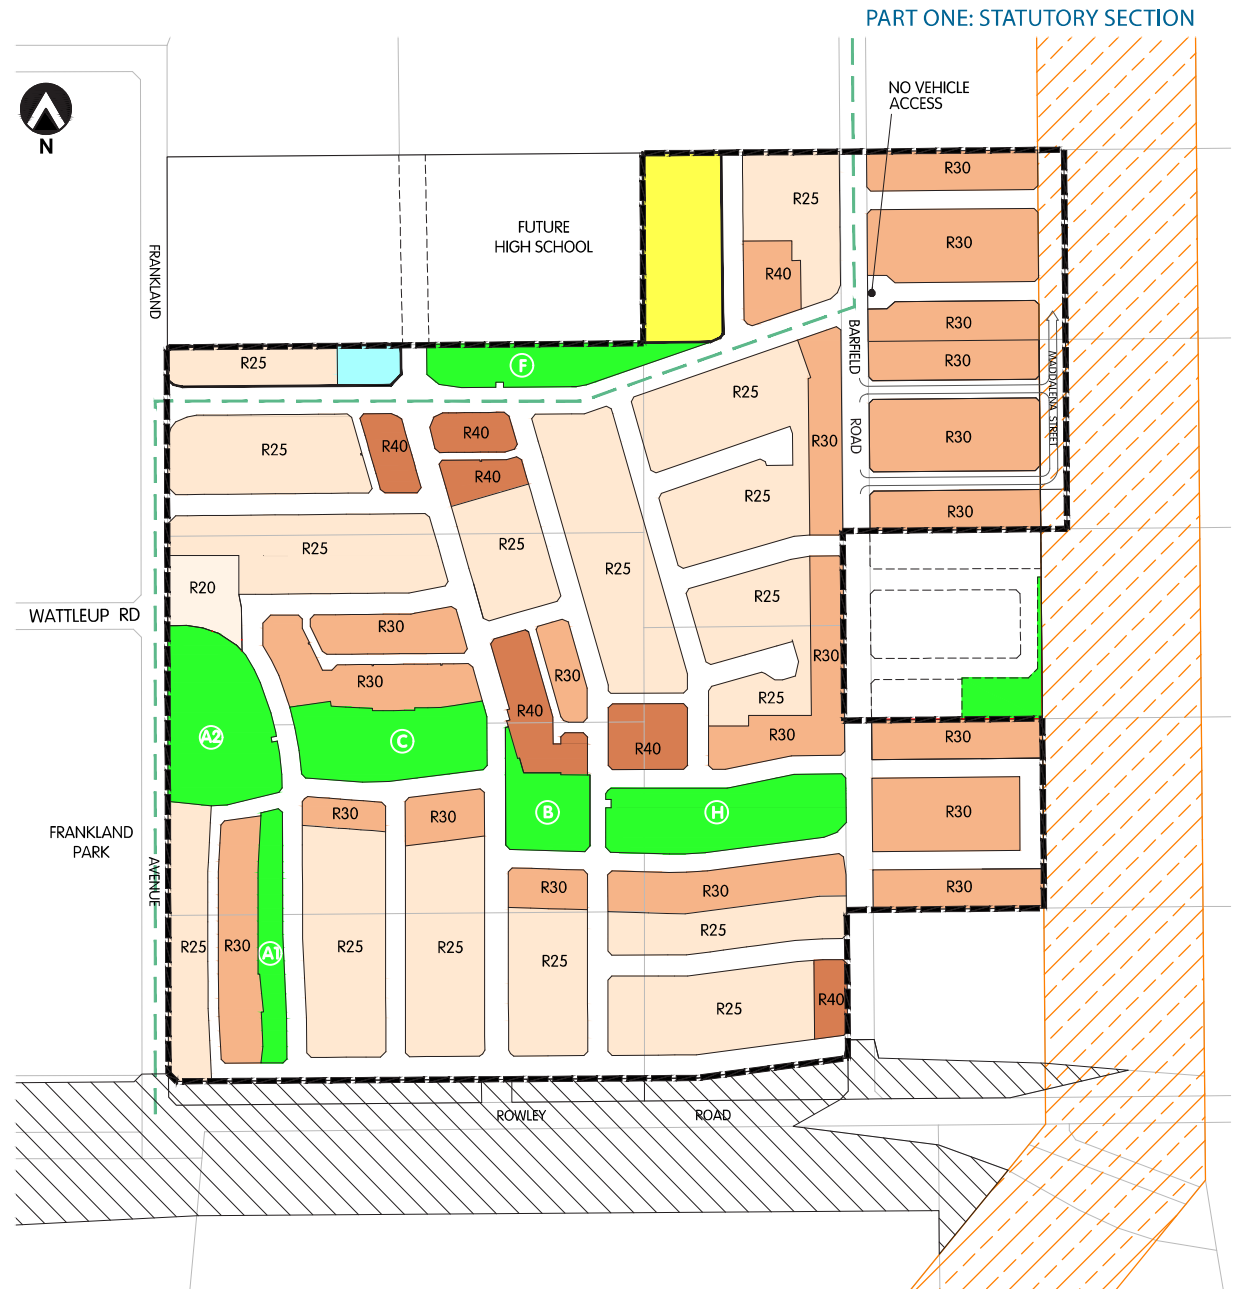 PART ONE: STATUTORY SECTION
NO VEHICLE
ACCESS
N
R30
R25
FUTURE
HIGH SCHOOL
R30
FRANKLAND
R40
R30
BARFIELD
R25
F
R30
MADDALENA STREET
R25
R40
R40
R25
R30
ROAD
R30
R40
R25
R30
R25
R25
R25
R20
R25
WATTLEUP RD
R30
R30
R30
R30
R25
R40
A2
C
R40
R30
R30
R30
R30
B
H
R30
FRANKLAND
PARK
AVENUE
R30
R30
R30
R25
R25
R30
A1
R25
R25
R25
R25
R40
ROWLEY
ROAD